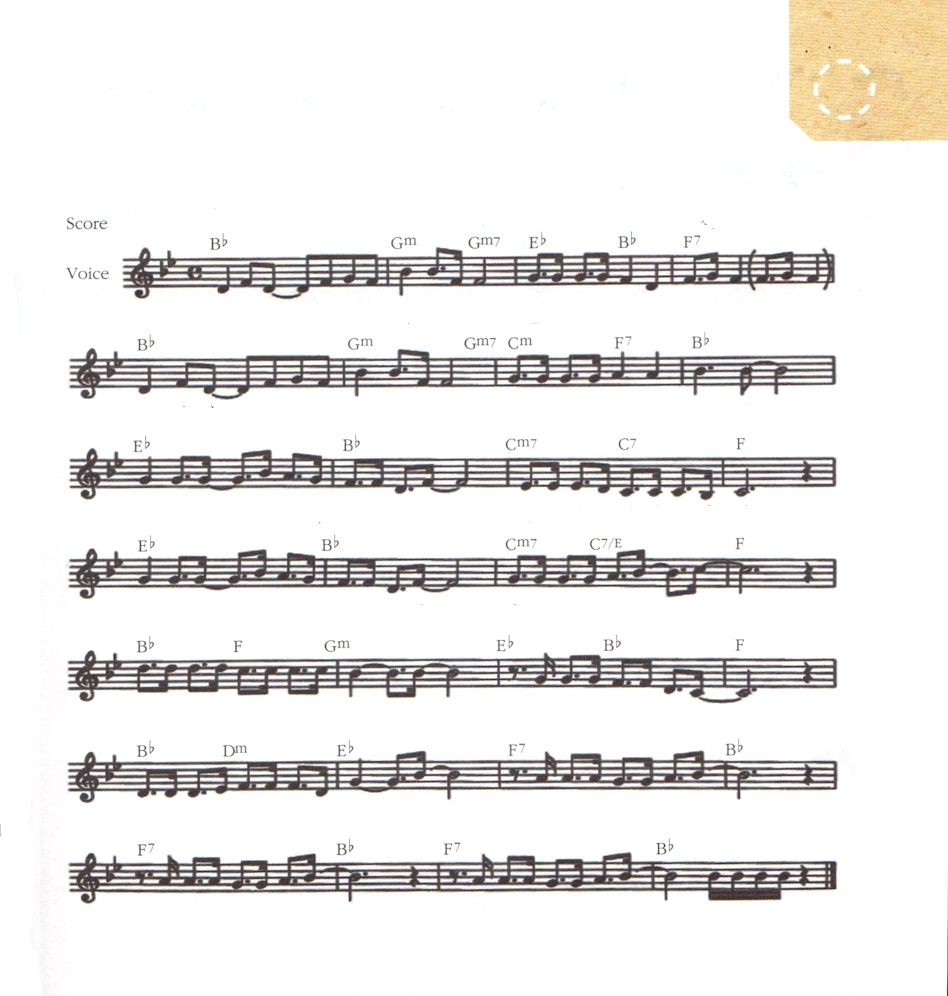 Score
B♭ Gm Gm7 E♭ B♭ F7
Voice
B♭ Gm Gm7 Cm F7 B♭
E♭ B♭ Cm7 C7 F
E♭ B♭ Cm7 C7/E F
B♭ F Gm E♭ B♭ F
B♭ Dm E♭ F7 B♭
F7 B♭ F7 B♭